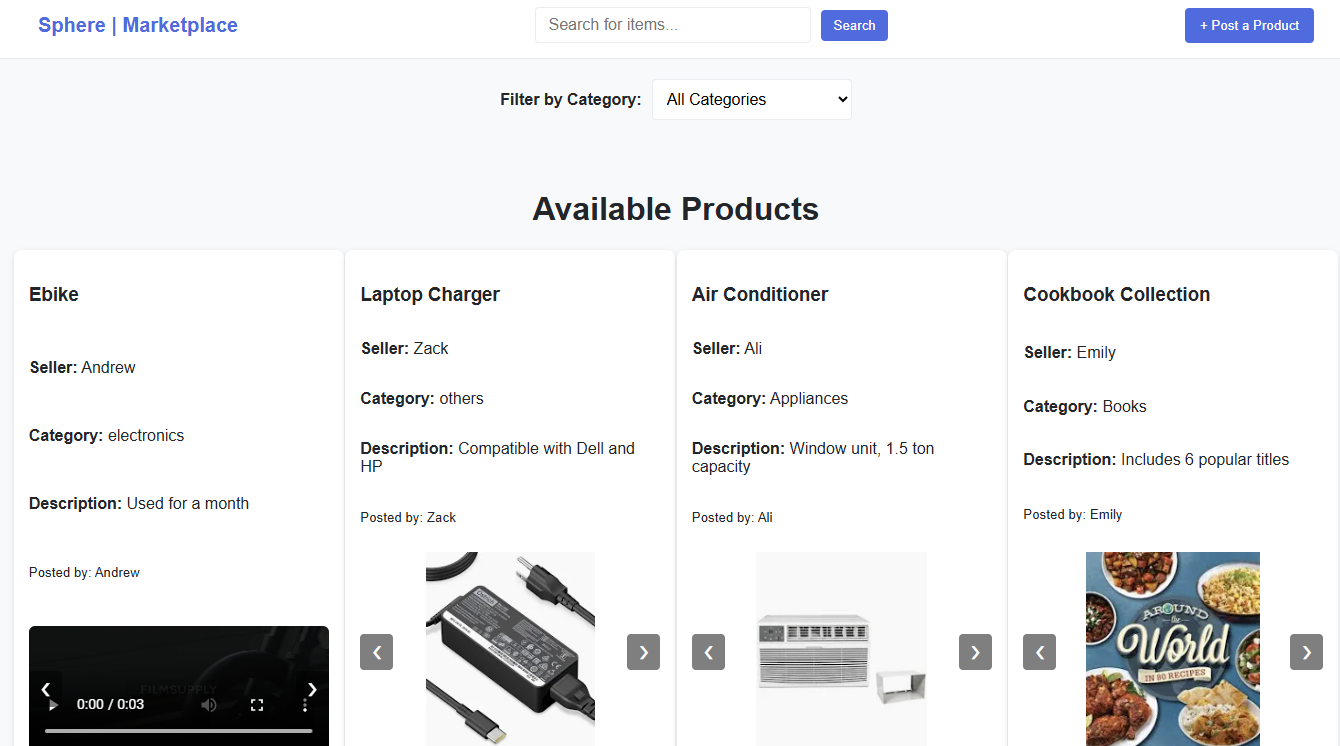 Sphere | Marketplace
Search for items...
Search
+ Post a Product
Filter by Category:
All Categories
Available Products
Ebike
Seller: Andrew
Category: electronics
Description: Used for a month
Posted by: Andrew
FILMSUPPLY
0:00 / 0:03
Laptop Charger
Seller: Zack
Category: others
Description: Compatible with Dell and
HP
Posted by: Zack
Air Conditioner
Seller: Ali
Category: Appliances
Description: Window unit, 1.5 ton
capacity
Posted by: Ali
Cookbook Collection
Seller: Emily
Category: Books
Description: Includes 6 popular titles
Posted by: Emily
AROUND
the
World
IN 80 RECIPES